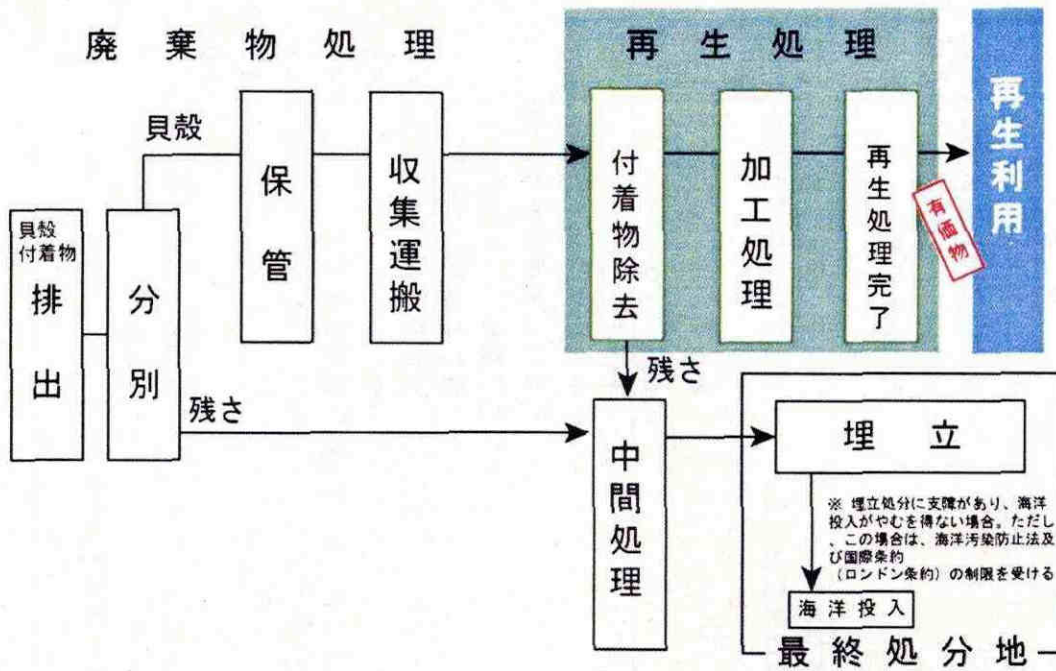 廃棄物処理
再生処理
再生利用
貝殻
保管
収集運搬
付着物除去
加工処理
再生処理完了
有価物
貝殻
付着物
排出
分別
残さ
残さ
中間処理
埋立
※ 埋立処分に支障があり、海洋
投入がやむを得ない場合。ただし
、この場合は、海洋汚染防止法及
び国際条約
（ロンドン条約）の制限を受ける
海洋投入
最終処分地